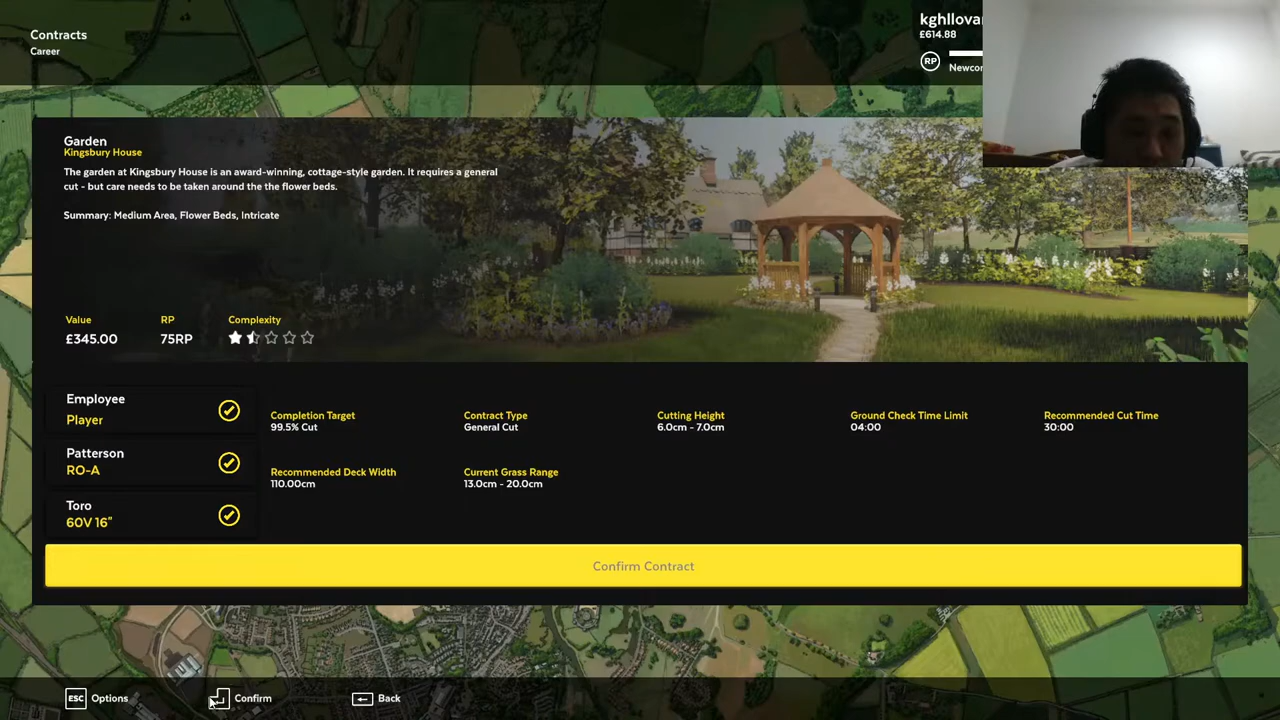 Contracts
Career
£614.88
RP
Garden
Kingsbury House
The garden at Kingsbury House is an award-winning, cottage-style garden. It requires a general
cut - but care needs to be taken around the the flower beds.
Summary: Medium Area, Flower Beds, Intricate
Value
RP
Complexity
£345.00
75RP
Employee
Player
Patterson
RO-A
Toro
60V 16"
Completion Target
99.5% Cut
Contract Type
General Cut
Cutting Height
6.0cm - 7.0cm
Ground Check Time Limit
04:00
Recommended Cut Time
30:00
Recommended Deck Width
110.00cm
Current Grass Range
13.0cm - 20.0cm
Confirm Contract
ESC Options
Confirm
Back